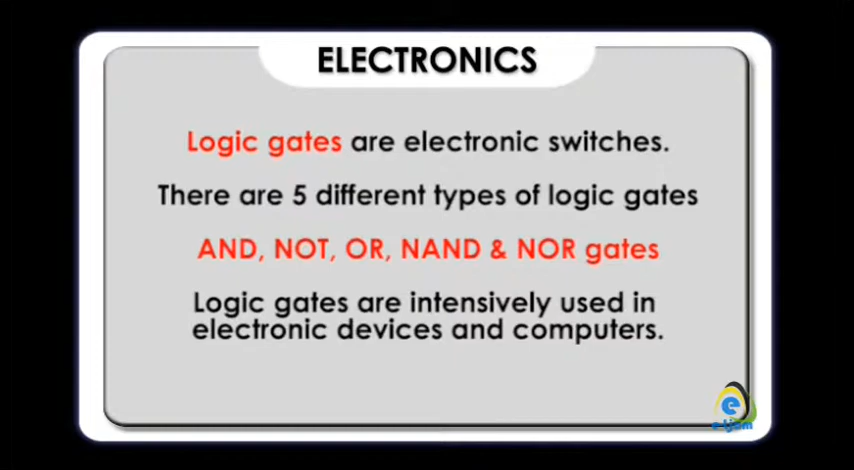 ELECTRONICS
Logic gates are electronic switches.
There are 5 different types of logic gates
AND, NOT, OR, NAND & NOR gates
Logic gates are intensively used in
electronic devices and computers.
e